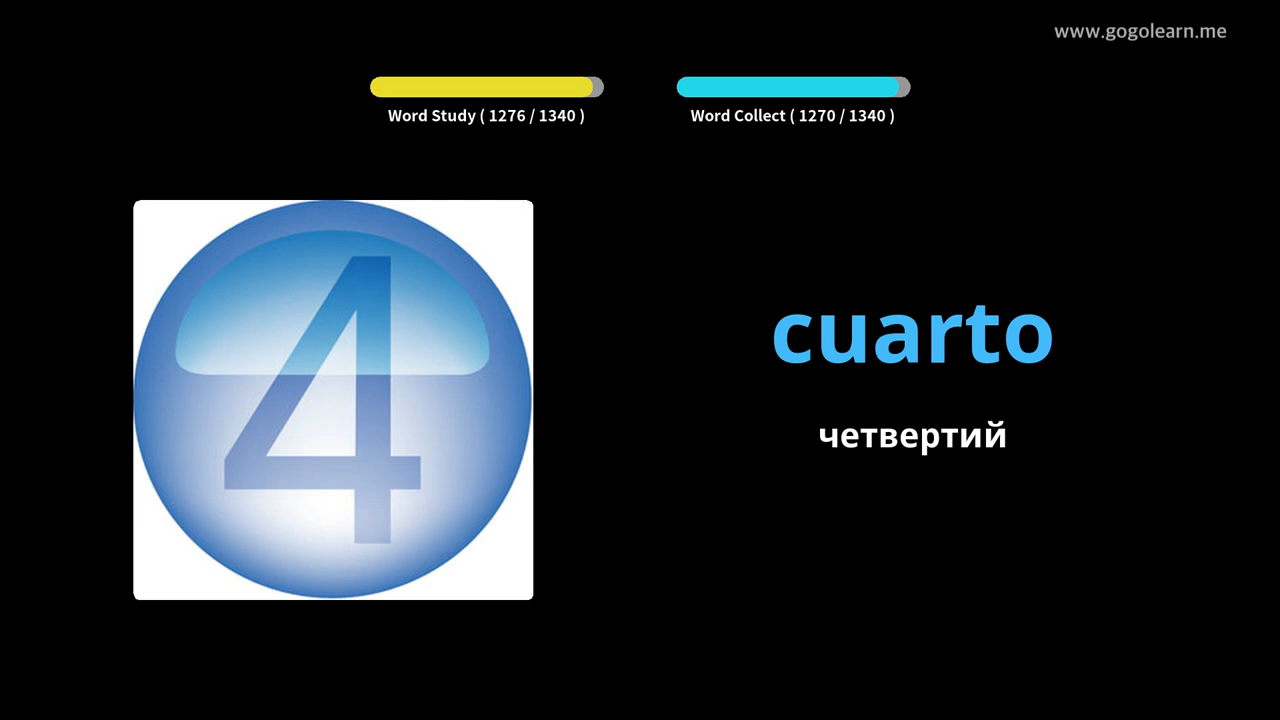 www.gogolearn.me
Word Study ( 1276 / 1340 )
Word Collect ( 1270 / 1340 )
4
cuarto
четвертий